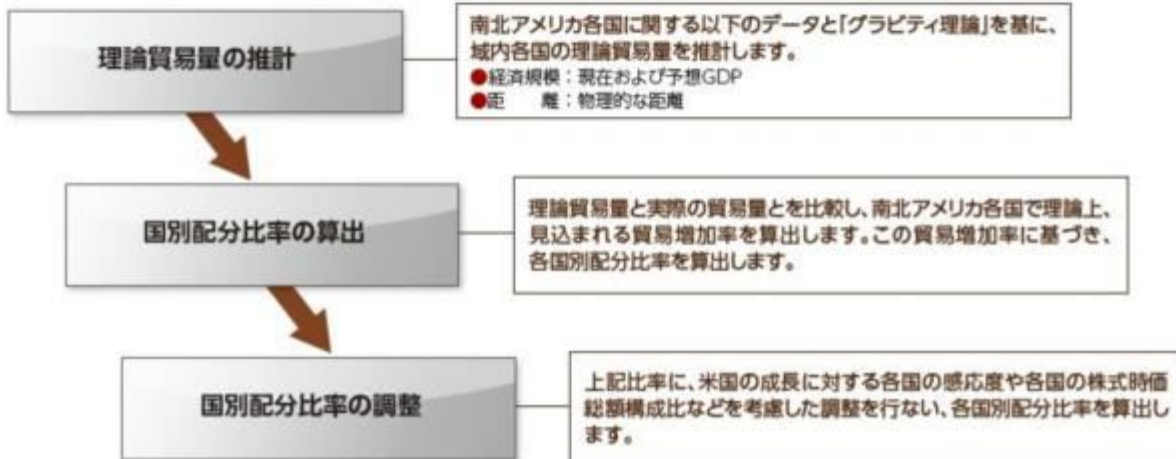 理論貿易量の推計
南北アメリカ各国に関する以下のデータと「グラビティ理論」を基に、
域内各国の理論貿易量を推計します。
●経済規模：現在および予想GDP
●距　　離：物理的な距離
国別配分比率の算出
理論貿易量と実際の貿易量とを比較し、南北アメリカ各国で理論上、
見込まれる貿易増加率を算出します。この貿易増加率に基づき、
各国別配分比率を算出します。
国別配分比率の調整
上記比率に、米国の成長に対する各国の感応度や各国の株式時価
総額構成比などを考慮した調整を行ない、各国別配分比率を算出し
ます。